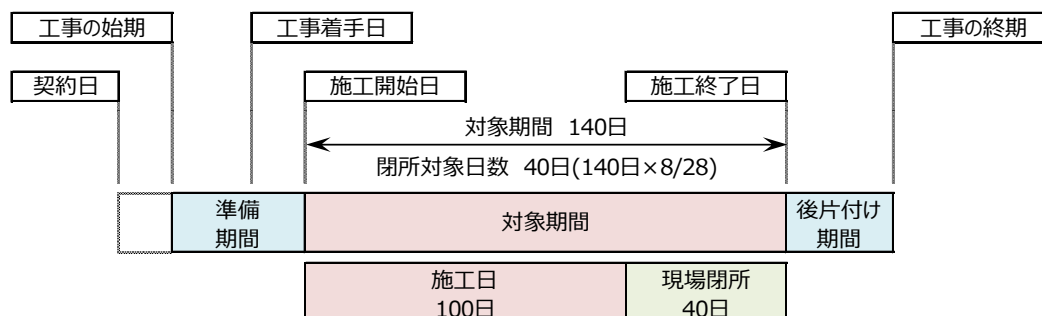 工事の始期
工事着手日
工事の終期
契約日
施工開始日
施工終了日
対象期間 140日
閉所対象日数 40日(140日×8/28)
準備
期間
対象期間
後片付け
期間
施工日
100日
現場閉所
40日